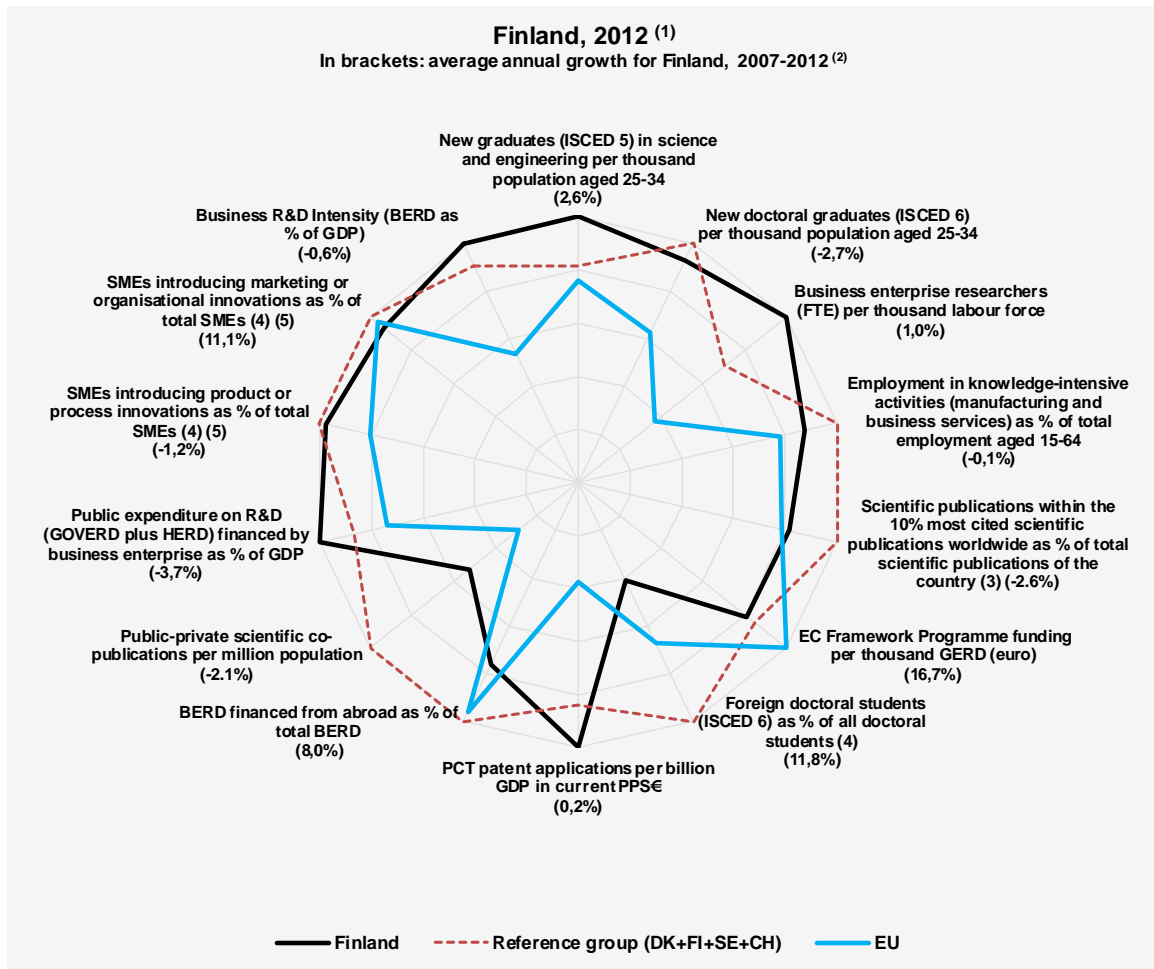 Finland, 2012 (1)
In brackets: average annual growth for Finland, 2007-2012 (2)
New graduates (ISCED 5) in science
and engineering per thousand
population aged 25-34
(2,6%)
New doctoral graduates (ISCED 6)
per thousand population aged 25-34
(-2,7%)
Business enterprise researchers
(FTE) per thousand labour force
(1,0%)
Employment in knowledge-intensive
activities (manufacturing and
business services) as % of total
employment aged 15-64
(-0,1%)
Scientific publications within the
10% most cited scientific
publications worldwide as % of total
scientific publications of the
country (3) (-2.6%)
EC Framework Programme funding
per thousand GERD (euro)
(16,7%)
Foreign doctoral students
(ISCED 6) as % of all doctoral
students (4)
(11,8%)
PCT patent applications per billion
GDP in current PPS€
(0,2%)
BERD financed from abroad as % of
total BERD
(8,0%)
Public-private scientific co-
publications per million population
(-2.1%)
Public expenditure on R&D
(GOVERD plus HERD) financed by
business enterprise as % of GDP
(-3,7%)
SMEs introducing product or
process innovations as % of total
SMEs (4) (5)
(-1,2%)
SMEs introducing marketing or
organisational innovations as % of
total SMEs (4) (5)
(11,1%)
Business R&D Intensity (BERD as
% of GDP)
(-0,6%)
Finland
Reference group (DK+FI+SE+CH)
EU